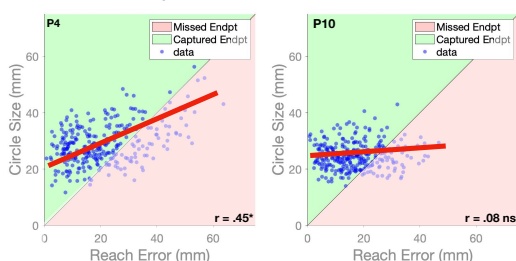 P4
Missed Endpt
Captured Endpt
data
Circle Size (mm)
60
40
20
0
0 20 40 60
Reach Error (mm)
r = .45*
P10
Missed Endpt
Captured Endpt
data
Circle Size (mm)
60
40
20
0
0 20 40 60
Reach Error (mm)
r = .08 ns